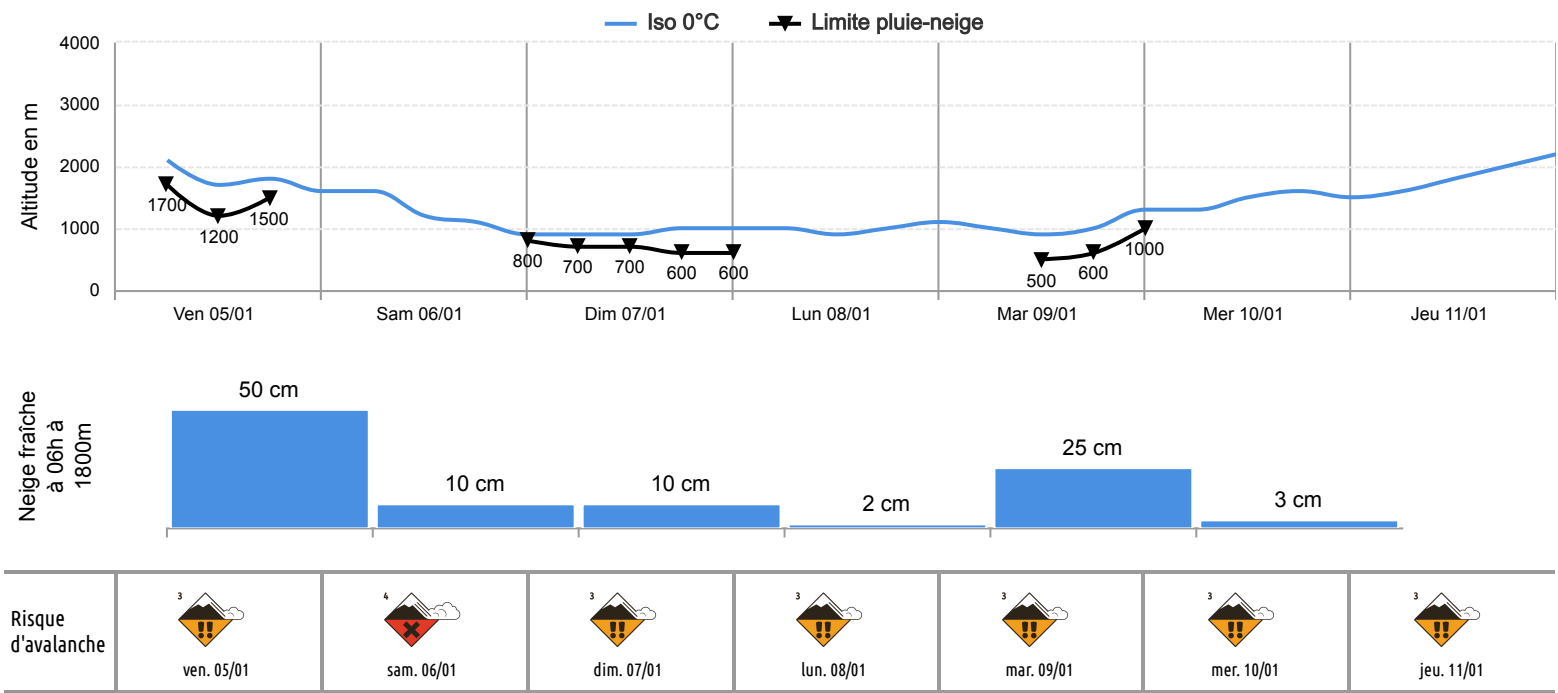 Iso 0°C Limite pluie-neige
Altitude en m
4000
3000
2000
1000
0
1700 1200 1500 800 700 700 600 600 500 600 1000
Ven 05/01 Sam 06/01 Dim 07/01 Lun 08/01 Mar 09/01 Mer 10/01 Jeu 11/01
Neige fraîche
à 06h à
1800m
50 cm 10 cm 10 cm 2 cm 25 cm 3 cm
Risque
d'avalanche
3 4 3 3 3 3 3
ven. 05/01 sam. 06/01 dim. 07/01 lun. 08/01 mar. 09/01 mer. 10/01 jeu. 11/01